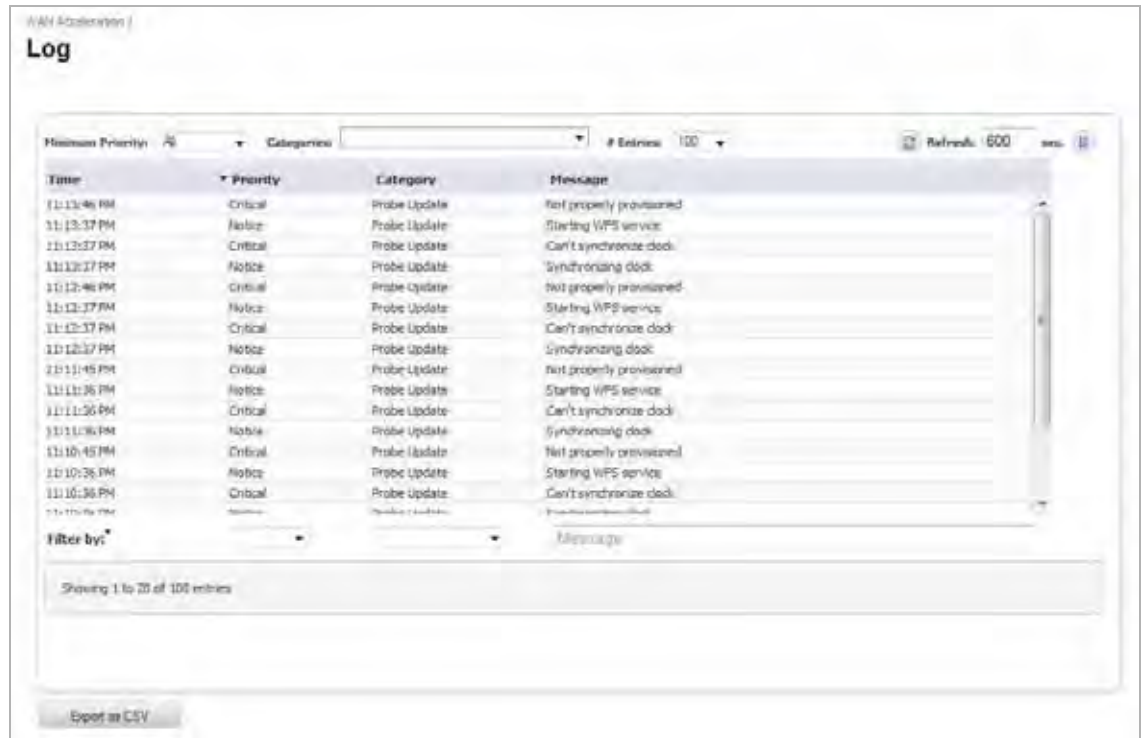 WAN Acceleration /
Log
Minimum Priority: All Categories: # Entries: 100 Refresh: 600 sec.
Time Priority Category Message
11:13:46 PM Critical Probe Update Not properly provisioned
11:13:37 PM Notice Probe Update Starting WFS service
11:13:37 PM Critical Probe Update Can't synchronize clock
11:13:37 PM Notice Probe Update Synchronizing clock
11:12:46 PM Critical Probe Update Not properly provisioned
11:12:37 PM Notice Probe Update Starting WFS service
11:12:37 PM Critical Probe Update Can't synchronize clock
11:12:37 PM Notice Probe Update Synchronizing clock
11:11:45 PM Critical Probe Update Not properly provisioned
11:11:36 PM Notice Probe Update Starting WFS service
11:11:36 PM Critical Probe Update Can't synchronize clock
11:11:36 PM Notice Probe Update Synchronizing clock
11:10:45 PM Critical Probe Update Not properly provisioned
11:10:36 PM Notice Probe Update Starting WFS service
11:10:36 PM Critical Probe Update Can't synchronize clock
Filter by: Message
Showing 1 to 20 of 100 entries
Export as CSV